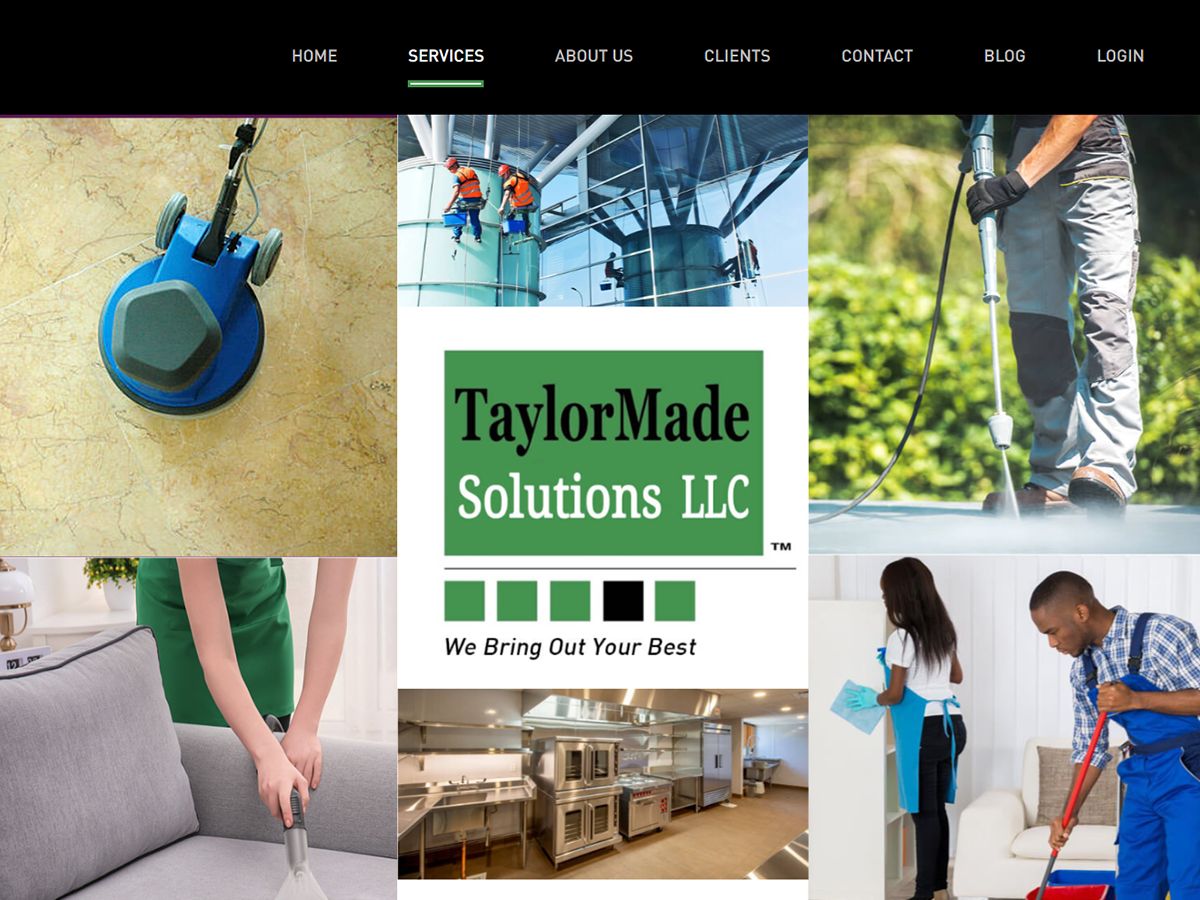 HOME SERVICES ABOUT US CLIENTS CONTACT BLOG LOGIN
TaylorMade
Solutions LLC
TM
We Bring Out Your Best